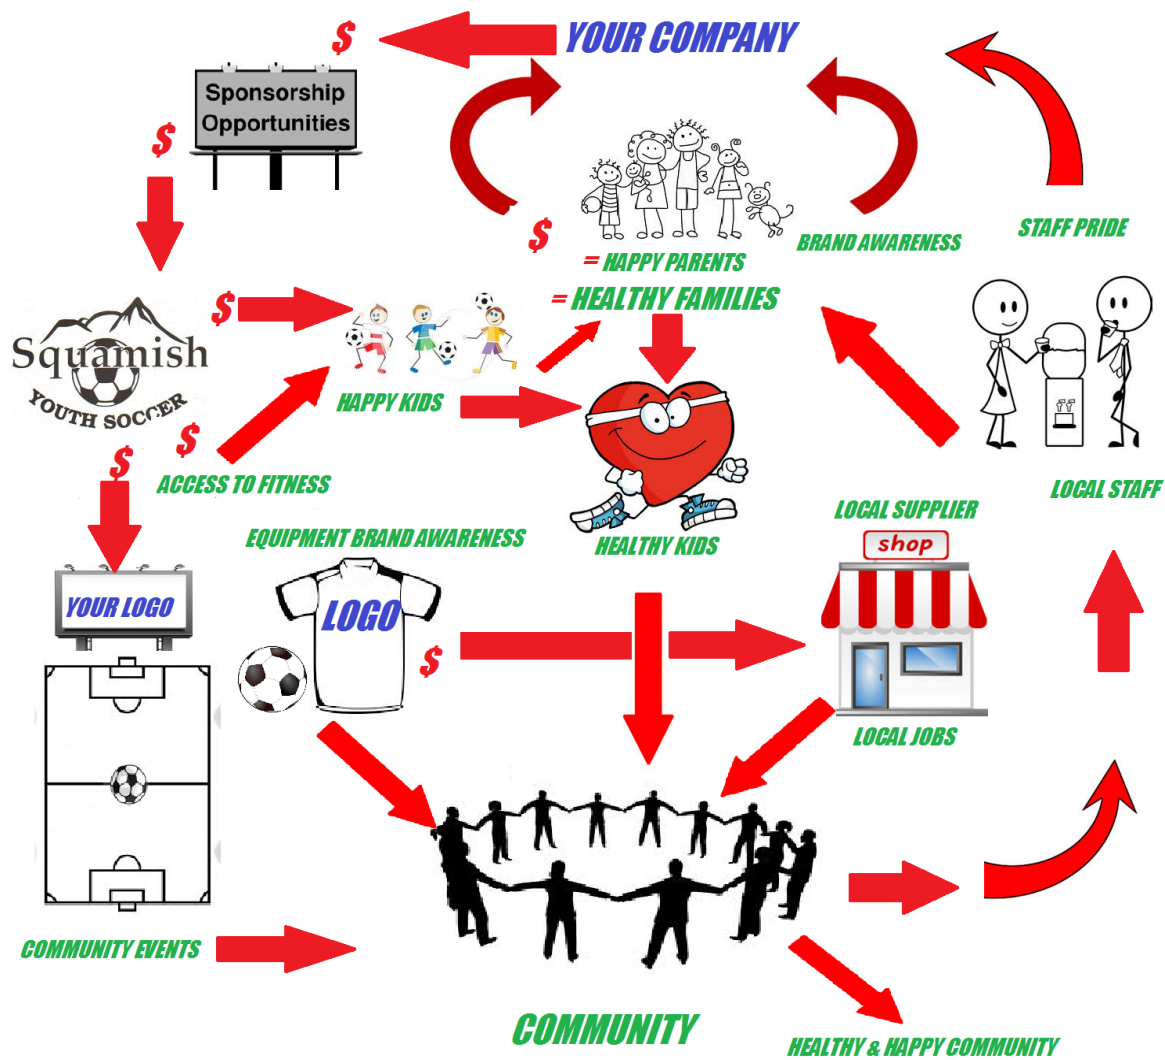 $
YOUR COMPANY
Sponsorship
Opportunities
$
$
= HAPPY PARENTS
BRAND AWARENESS
STAFF PRIDE
= HEALTHY FAMILIES
$
Squamish
YOUTH SOCCER
HAPPY KIDS
$
$
ACCESS TO FITNESS
LOCAL STAFF
LOCAL SUPPLIER
EQUIPMENT BRAND AWARENESS
HEALTHY KIDS
shop
YOUR LOGO
LOGO
$
LOCAL JOBS
COMMUNITY EVENTS
COMMUNITY
HEALTHY & HAPPY COMMUNITY